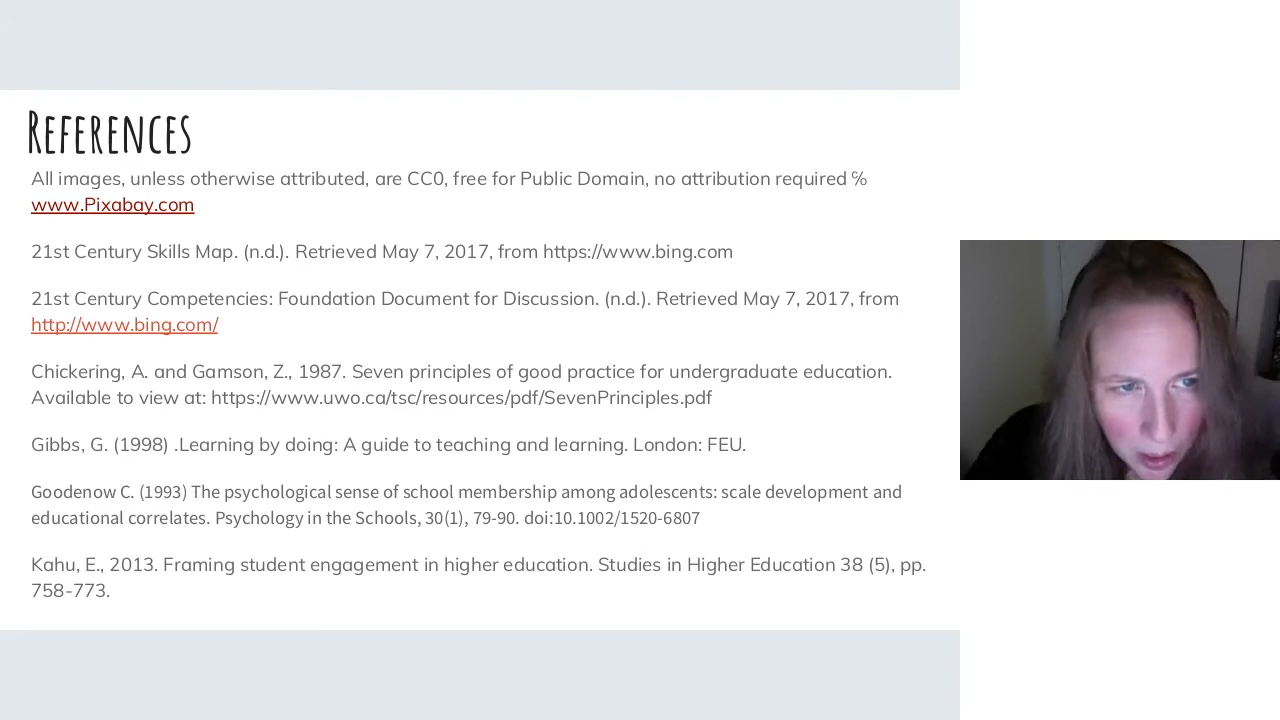 References
All images, unless otherwise attributed, are CC0, free for Public Domain, no attribution required ℅
www.Pixabay.com
21st Century Skills Map. (n.d.). Retrieved May 7, 2017, from https://www.bing.com
21st Century Competencies: Foundation Document for Discussion. (n.d.). Retrieved May 7, 2017, from
http://www.bing.com/
Chickering, A. and Gamson, Z., 1987. Seven principles of good practice for undergraduate education.
Available to view at: https://www.uwo.ca/tsc/resources/pdf/SevenPrinciples.pdf
Gibbs, G. (1998) .Learning by doing: A guide to teaching and learning. London: FEU.
Goodenow C. (1993) The psychological sense of school membership among adolescents: scale development and
educational correlates. Psychology in the Schools, 30(1), 79-90. doi:10.1002/1520-6807
Kahu, E., 2013. Framing student engagement in higher education. Studies in Higher Education 38 (5), pp.
758-773.